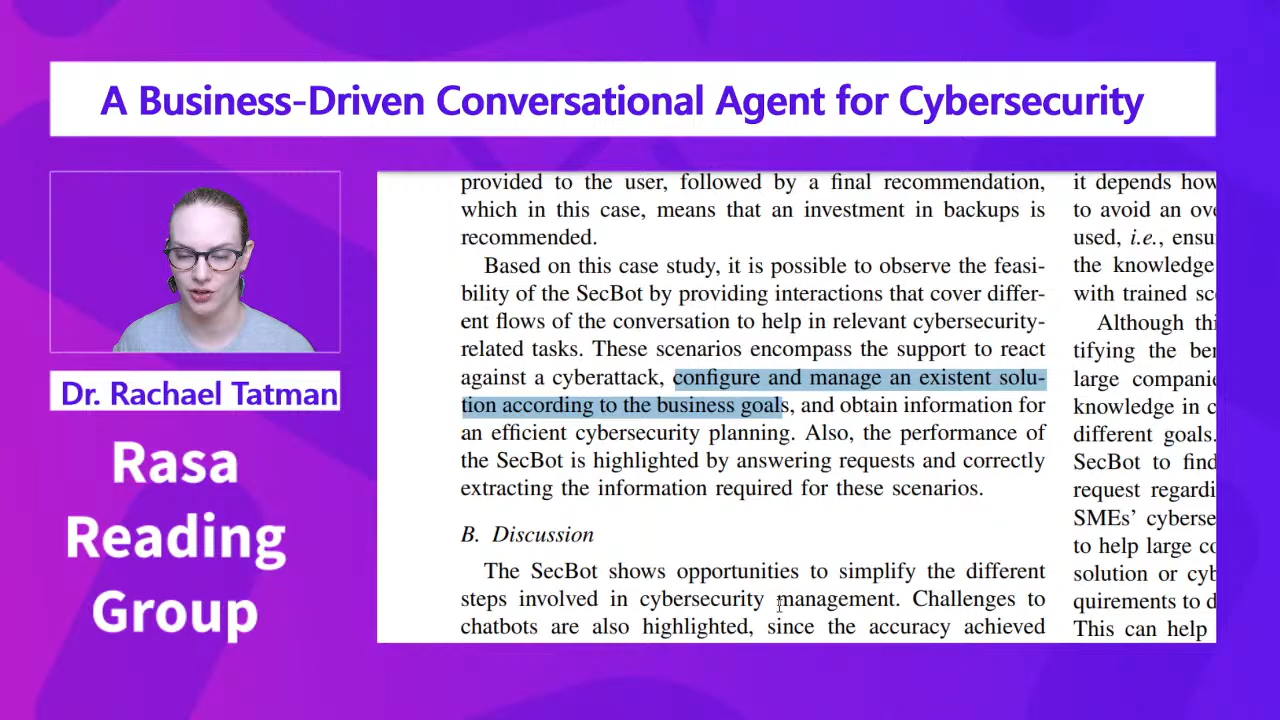 A Business-Driven Conversational Agent for Cybersecurity
Dr. Rachael Tatman
Rasa
Reading
Group
provided to the user, followed by a final recommendation,
which in this case, means that an investment in backups is
recommended.
Based on this case study, it is possible to observe the feasi-
bility of the SecBot by providing interactions that cover differ-
ent flows of the conversation to help in relevant cybersecurity-
related tasks. These scenarios encompass the support to react
against a cyberattack, configure and manage an existent solu-
tion according to the business goals, and obtain information for
an efficient cybersecurity planning. Also, the performance of
the SecBot is highlighted by answering requests and correctly
extracting the information required for these scenarios.
B. Discussion
The SecBot shows opportunities to simplify the different
steps involved in cybersecurity management. Challenges to
chatbots are also highlighted, since the accuracy achieved
it depends how
to avoid an ov
used, i.e., ensu
the knowledge
with trained sc
Although thi
tifying the ber
large companie
knowledge in c
different goals.
SecBot to find
request regardi
SMEs' cyberse
to help large co
solution or cyb
quirements to d
This can help